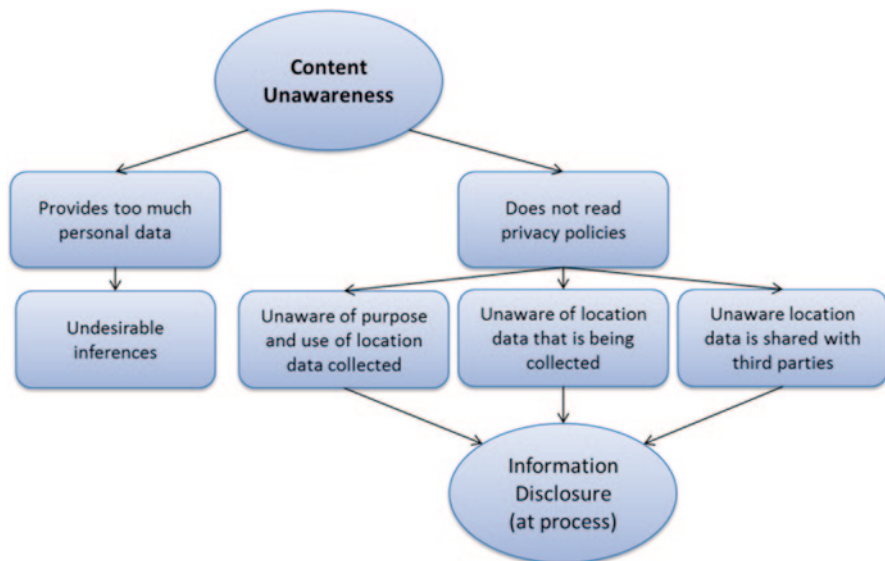 Content
Unawareness
Provides too much
personal data
Does not read
privacy policies
Undesirable
inferences
Unaware of purpose
and use of location
data collected
Unaware of location
data that is being
collected
Unaware location
data is shared with
third parties
Information
Disclosure
(at process)